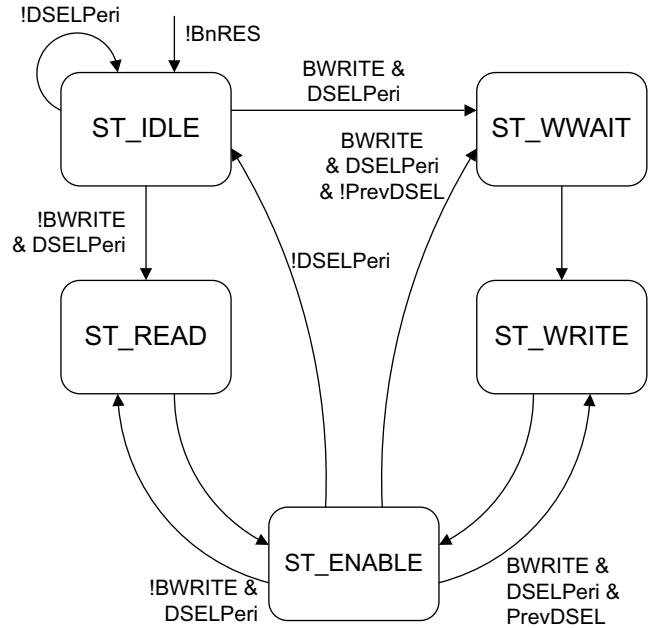 !DSELPeri
!BnRES
BWRITE &
DSELPeri
ST_IDLE
ST_WWAIT
BWRITE
& DSELPeri
& !PrevDSEL
!BWRITE
& DSELPeri
!DSELPeri
ST_READ
ST_WRITE
ST_ENABLE
!BWRITE &
DSELPeri
BWRITE &
DSELPeri &
PrevDSEL